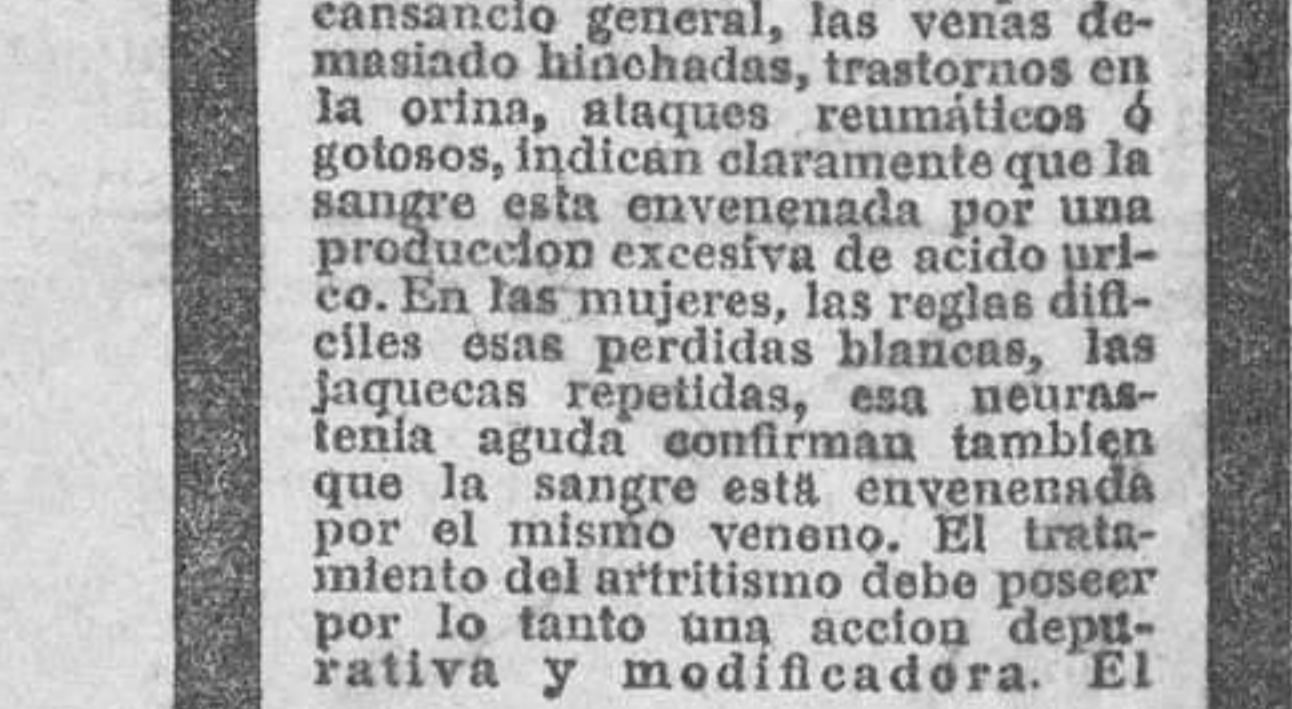 cansancio general, las venas de-
masiado hinchadas, trastornos en
la orina, ataques reumáticos ó
gotosos, indican claramente que la
sangre esta envenenada por una
produccion excesiva de acido uri-
co. En las mujeres, las reglas difi-
ciles esas perdidas blancas, las
jaquecas repetidas, esa neuras-
tenia aguda confirman tambien
que la sangre está envenenada
por el mismo veneno. El trata-
miento del artritismo debe poseer
por lo tanto una accion depu-
rativa y modificadora. El